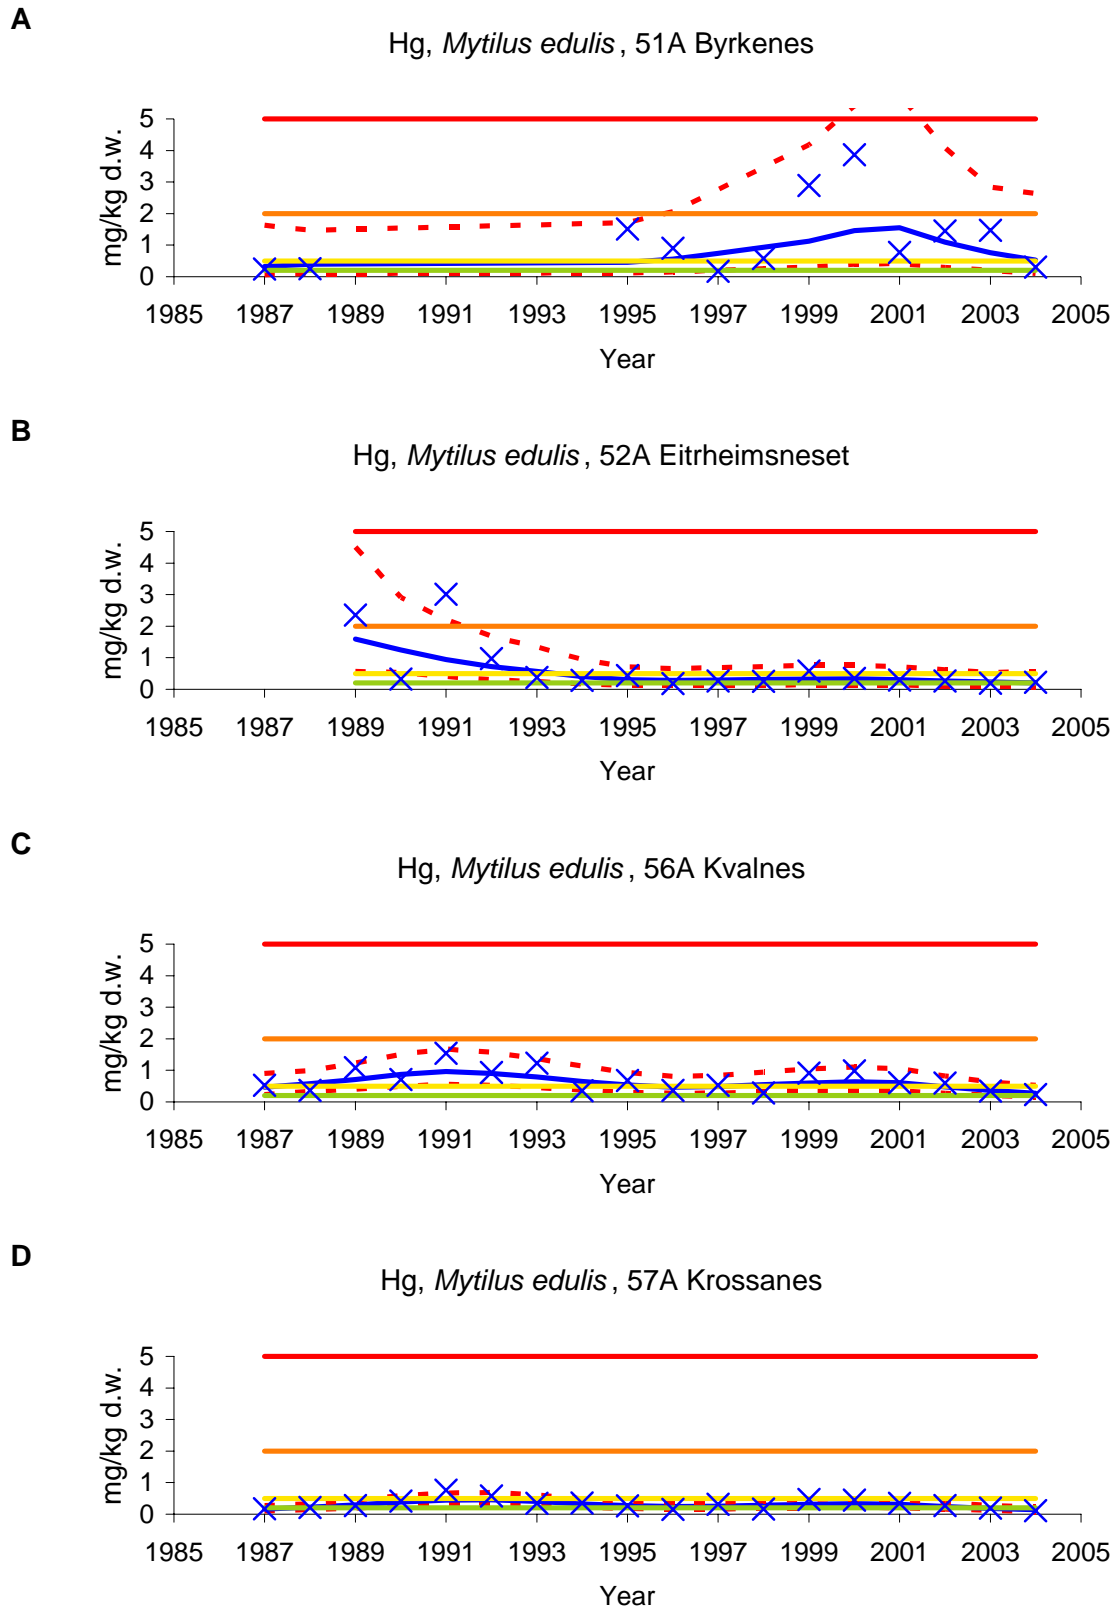 A
Hg, Mytilus edulis, 51A Byrkenes
5
4
3
2
1
0
mg/kg d.w.
1985 1987 1989 1991 1993 1995 1997 1999 2001 2003 2005
Year
B
Hg, Mytilus edulis, 52A Eitrheimsneset
5
4
3
2
1
0
mg/kg d.w.
1985 1987 1989 1991 1993 1995 1997 1999 2001 2003 2005
Year
C
Hg, Mytilus edulis, 56A Kvalnes
5
4
3
2
1
0
mg/kg d.w.
1985 1987 1989 1991 1993 1995 1997 1999 2001 2003 2005
Year
D
Hg, Mytilus edulis, 57A Krossanes
5
4
3
2
1
0
mg/kg d.w.
1985 1987 1989 1991 1993 1995 1997 1999 2001 2003 2005
Year